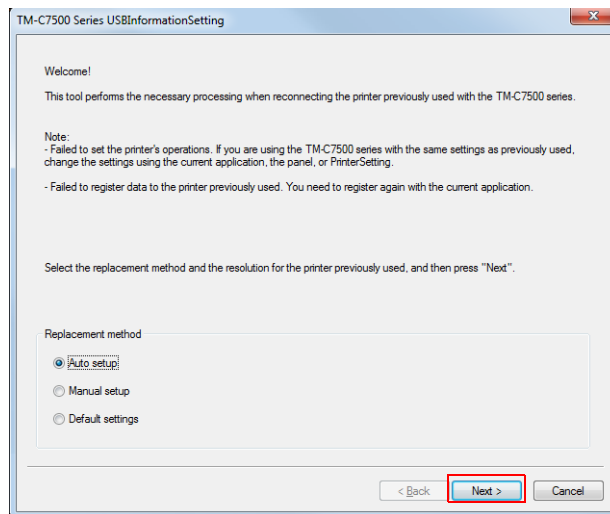 TM-C7500 Series USBInformationSetting
Welcome!
This tool performs the necessary processing when reconnecting the printer previously used with the TM-C7500 series.
Note:
- Failed to set the printer's operations. If you are using the TM-C7500 series with the same settings as previously used,
change the settings using the current application, the panel, or PrinterSetting.
- Failed to register data to the printer previously used. You need to register again with the current application.
Select the replacement method and the resolution for the printer previously used, and then press "Next".
Replacement method
Auto setup
Manual setup
Default settings
< Back Next > Cancel